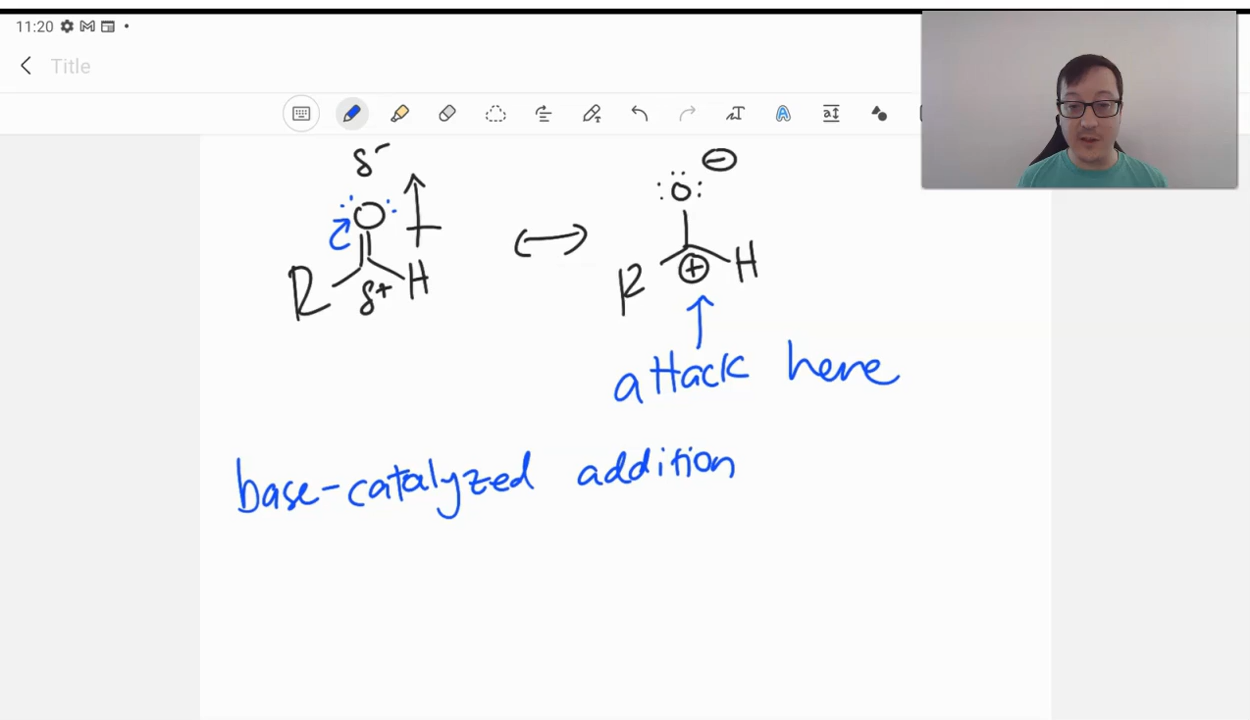 11:20
Title
δ-
O
R δ+ H
⊖
:Ö:
R ⊕ H
attack here
base-catalyzed addition